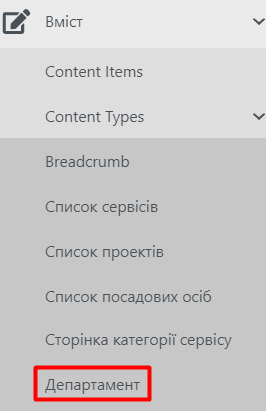 Вміст
Content Items
Content Types
Breadcrumb
Список сервісів
Список проектів
Список посадових осіб
Сторінка категорії сервісу
Департамент